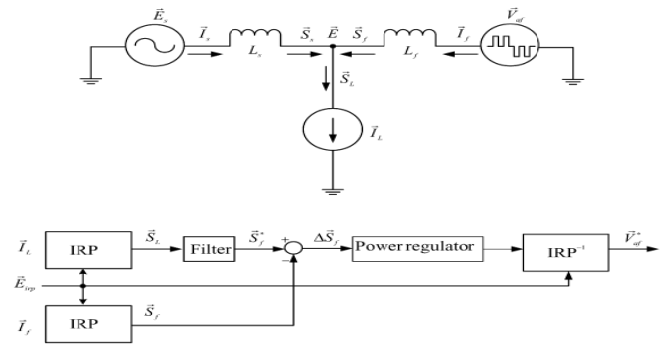 E⃗s V⃗af
I⃗s S⃗s E⃗ S⃗f I⃗f
Ls Lf
S⃗L
I⃗L
I⃗L IRP S⃗L Filter S⃗f* + − ΔS⃗f Power regulator IRP⁻¹ V⃗af*
E⃗irp
I⃗f IRP S⃗f